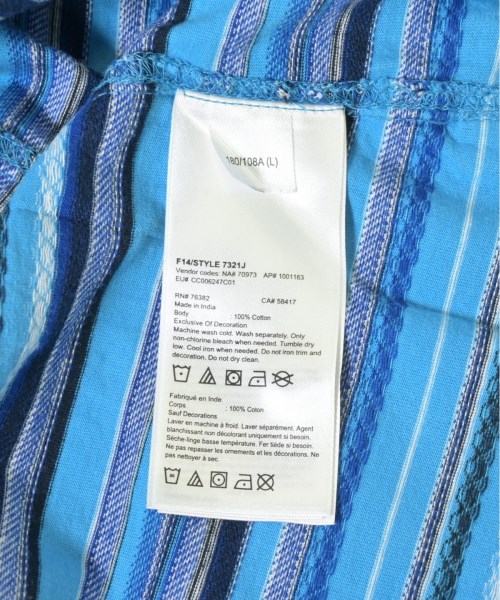 180/108A (L)
F14/STYLE 7321J
Vendor codes: NA# 70973 AP# 1001163
EU# CC006247C01
RN# 76382 CA# 58417
Made in India
Body : 100% Cotton
Exclusive Of Decoration
Machine wash cold. Wash separately. Only
non-chlorine bleach when needed. Tumble dry
low. Cool iron when needed. Do not iron trim and
decoration. Do not dry clean.
Fabriqué en Inde
Corps : 100% Coton
Sauf Decorations
Laver en machine à froid. Laver séparément. Agent
blanchissant non décolorant uniquement si besoin.
Sèche-linge basse température. Fer tiède si besoin.
Ne pas repasser les ornements et les décorations. Ne
pas nettoyer à sec.